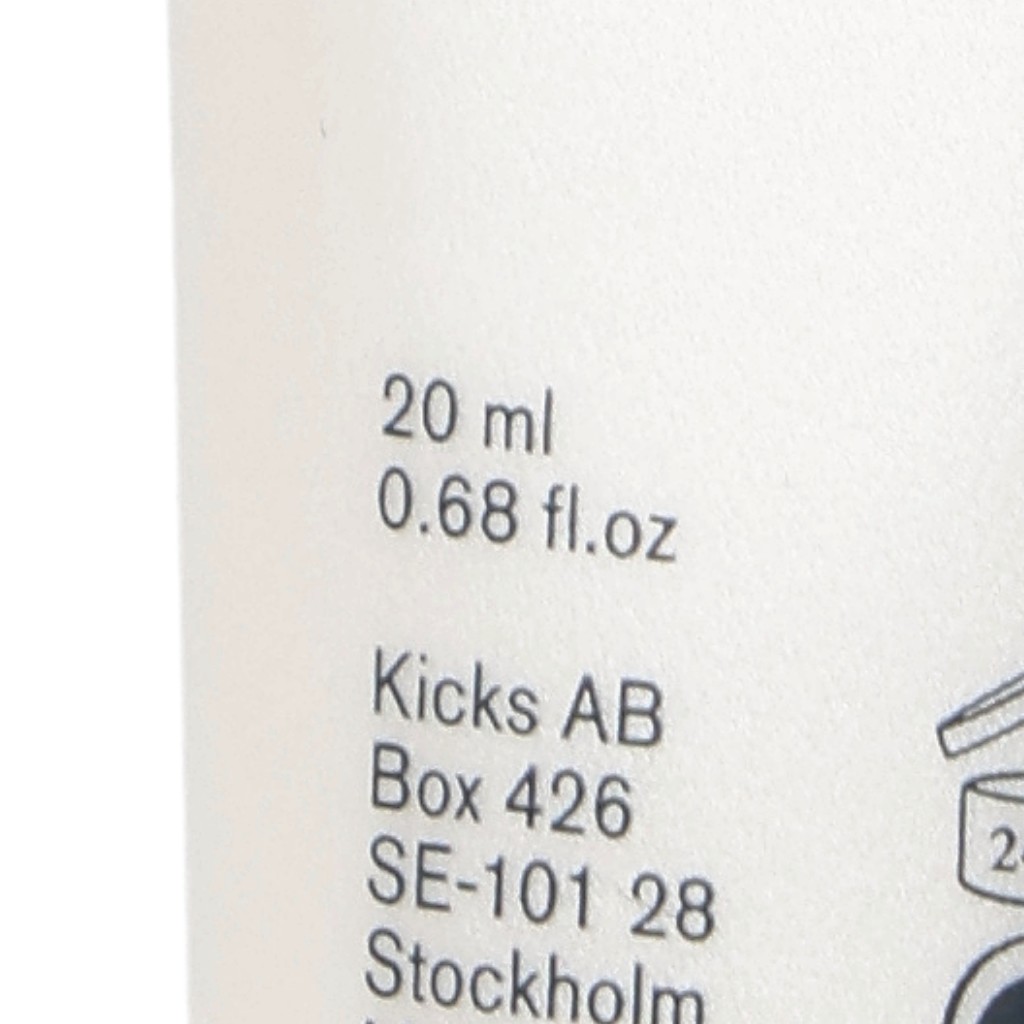 20 ml
0.68 fl.oz
Kicks AB
Box 426
SE-101 28
Stockholm